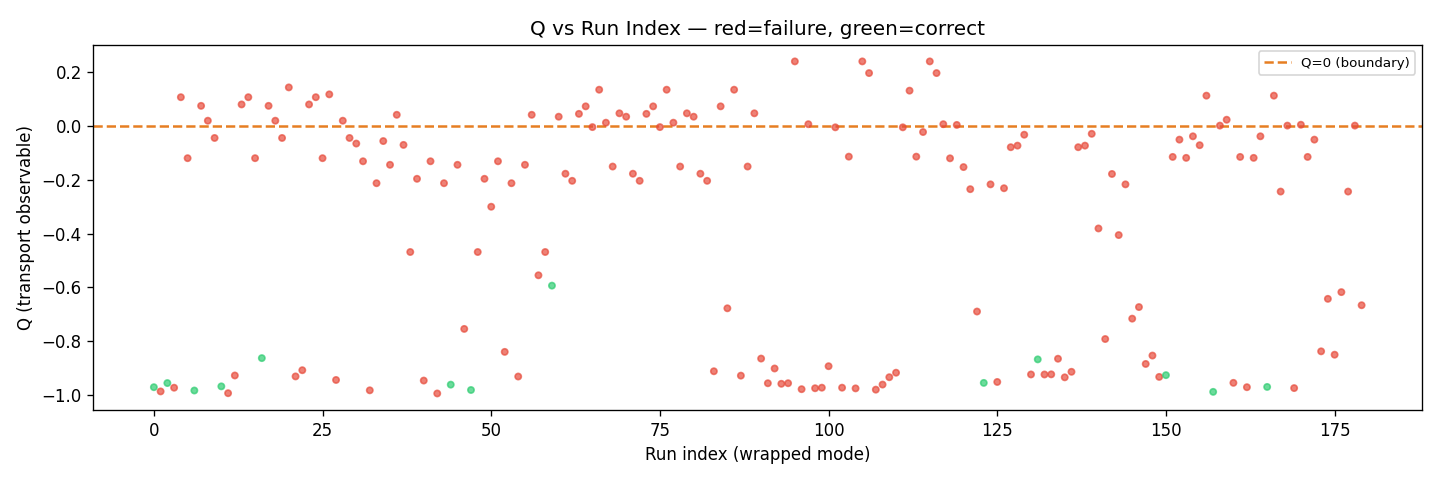 Q vs Run Index — red=failure, green=correct
Q=0 (boundary)
Q (transport observable)
0.2
0.0
−0.2
−0.4
−0.6
−0.8
−1.0
0 25 50 75 100 125 150 175
Run index (wrapped mode)